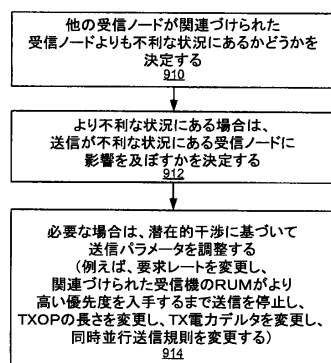 他の受信ノードが関連づけられた
受信ノードよりも不利な状況にあるかどうかを
決定する
910
より不利な状況にある場合は、
送信が不利な状況にある受信ノードに
影響を及ぼすかを決定する
912
必要な場合は、潜在的干渉に基づいて
送信パラメータを調整する
(例えば、要求レートを変更し、
関連づけられた受信機のRUMがより
高い優先度を入手するまで送信を停止し、
TXOPの長さを変更し、TX電力デルタを変更し、
同時並行送信規則を変更する)
914